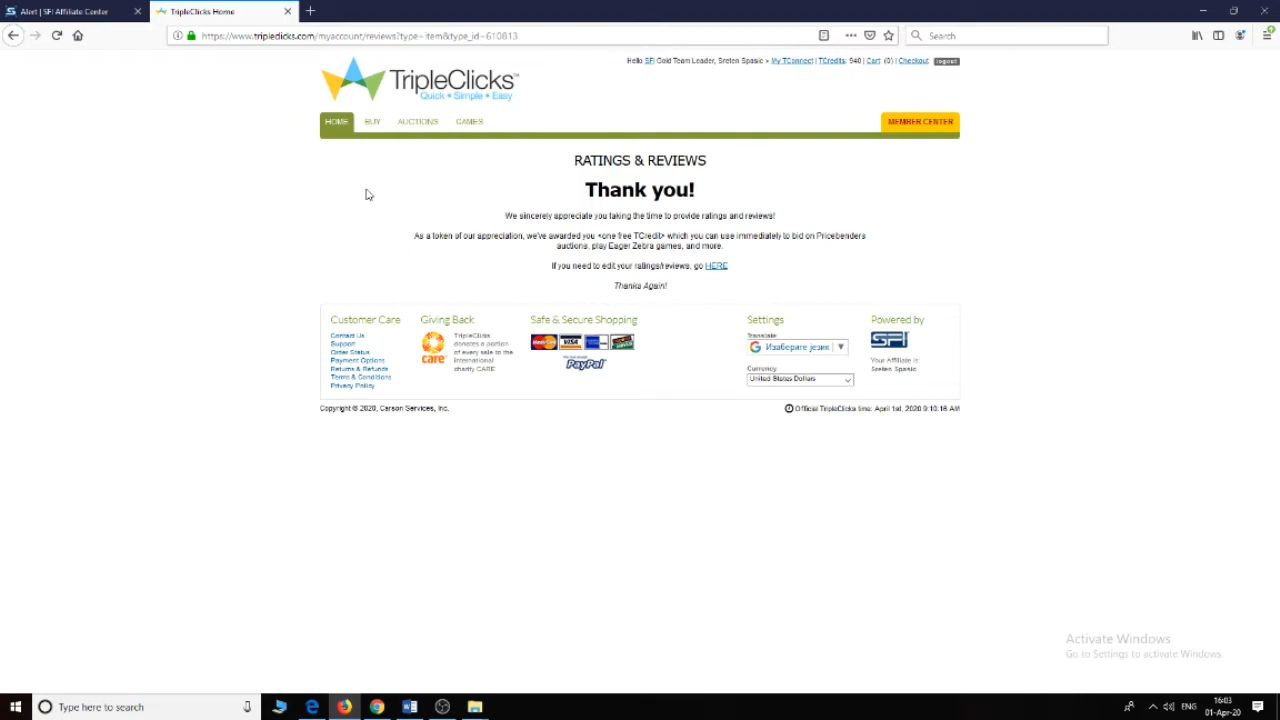 Alert | SFI Affiliate Center
TripleClicks Home
https://www.tripleclicks.com/myaccount/reviews?type=item&type_id=610813
Search
Hello SFI Gold Team Leader, Sreten Spasic > My TConnect | TCredits: 940 | Cart (0) | Checkout logout
TripleClicks™
Quick • Simple • Easy
HOME
BUY
AUCTIONS
GAMES
MEMBER CENTER
RATINGS & REVIEWS
Thank you!
We sincerely appreciate you taking the time to provide ratings and reviews!
As a token of our appreciation, we've awarded you <one free TCredit> which you can use immediately to bid on Pricebenders
auctions, play Eager Zebra games, and more.
If you need to edit your ratings/reviews, go HERE
Thanks Again!
Customer Care
Contact Us
Support
Order Status
Payment Options
Returns & Refunds
Terms & Conditions
Privacy Policy
Giving Back
care
TripleClicks
donates a portion
of every sale to the
international
charity CARE
Safe & Secure Shopping
MasterCard
VISA
PayPal
Settings
Translate:
Изаберите језик
Currency:
United States Dollars
Powered by
SFI
Your Affiliate is:
Sreten Spasic
Copyright © 2020, Carson Services, Inc.
Official TripleClicks time: April 1st, 2020 9:10:16 AM
Activate Windows
Go to Settings to activate Windows.
Type here to search
ENG
16:03
01-Apr-20